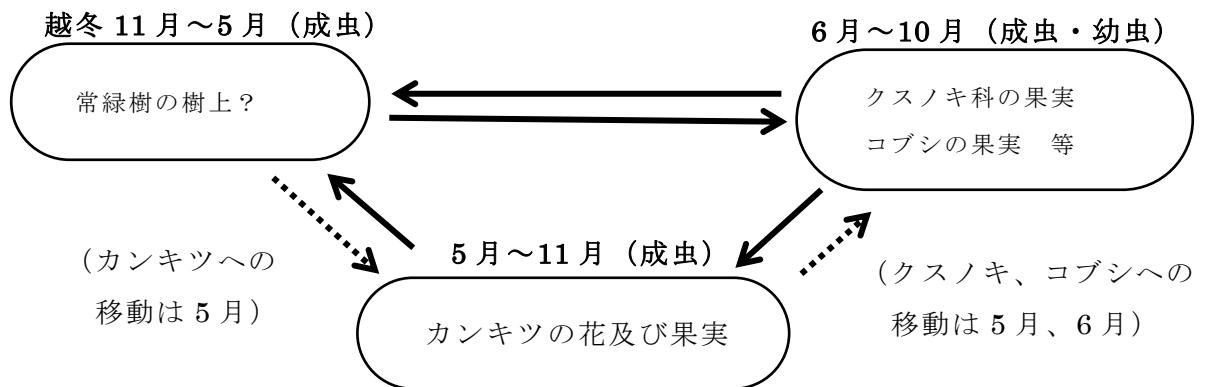 越冬 11 月～5 月（成虫）
常緑樹の樹上？
6 月～10 月（成虫・幼虫）
クスノキ科の果実
コブシの果実　等
（カンキツへの
移動は 5 月）
5 月～11 月（成虫）
カンキツの花及び果実
（クスノキ、コブシへの
移動は 5 月、6 月）